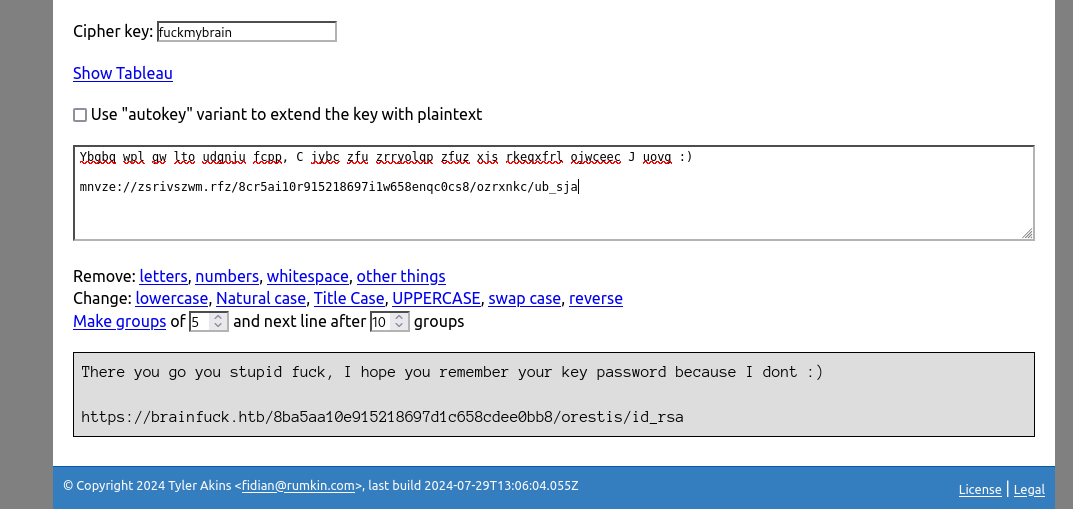 Cipher key: fuckmybrain
Show Tableau
Use "autokey" variant to extend the key with plaintext
Ybgbq wpl gw lto udgnju fcpp, C jybc zfu zrryolqp zfuz xjs rkeqxfrl ojwceec J uovg :)
mnvze://zsrivszwm.rfz/8cr5ai10r915218697i1w658enqc0cs8/ozrxnkc/ub_sja
Remove: letters, numbers, whitespace, other things
Change: lowercase, Natural case, Title Case, UPPERCASE, swap case, reverse
Make groups of 5 and next line after 10 groups
There you go you stupid fuck, I hope you remember your key password because I dont :)
https://brainfuck.htb/8ba5aa10e915218697d1c658cdee0bb8/orestis/id_rsa
© Copyright 2024 Tyler Akins <fidian@rumkin.com>, last build 2024-07-29T13:06:04.055Z
License | Legal